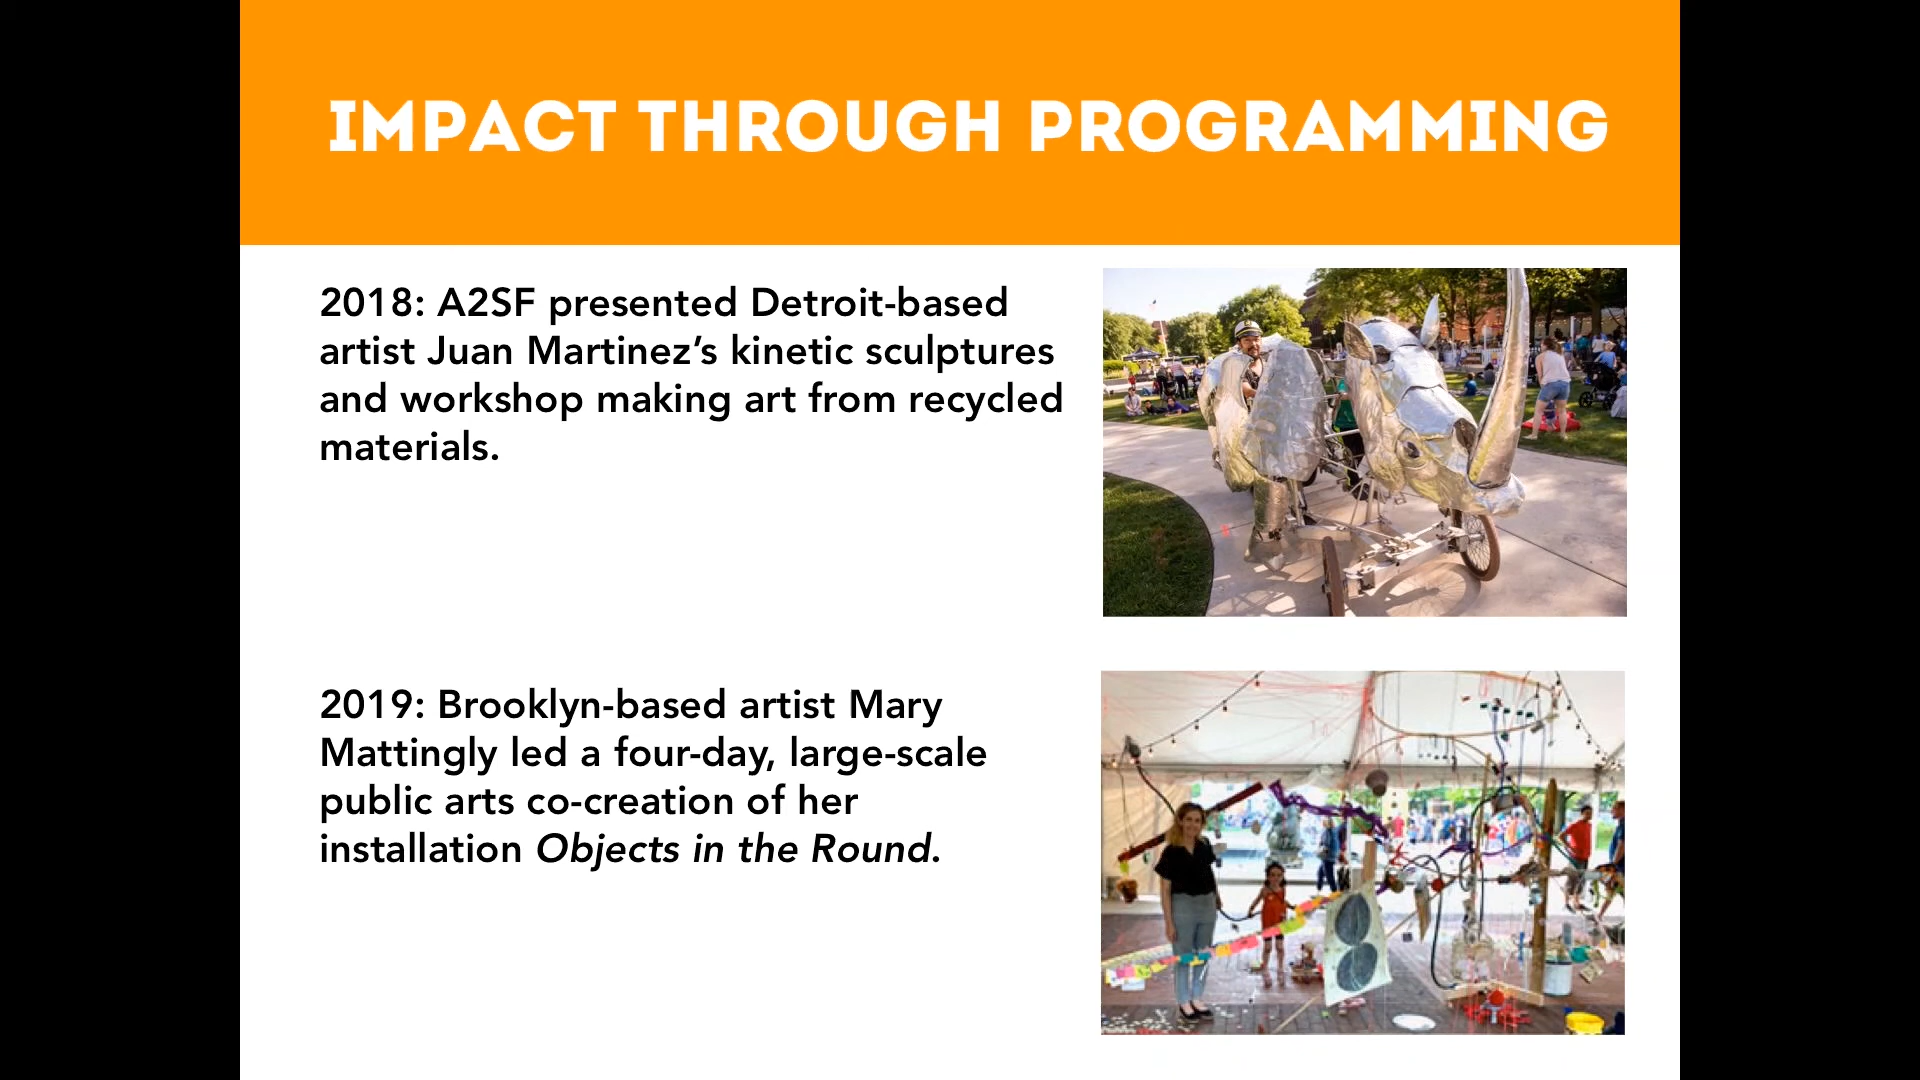 IMPACT THROUGH PROGRAMMING
2018: A2SF presented Detroit-based
artist Juan Martinez’s kinetic sculptures
and workshop making art from recycled
materials.
2019: Brooklyn-based artist Mary
Mattingly led a four-day, large-scale
public arts co-creation of her
installation Objects in the Round.